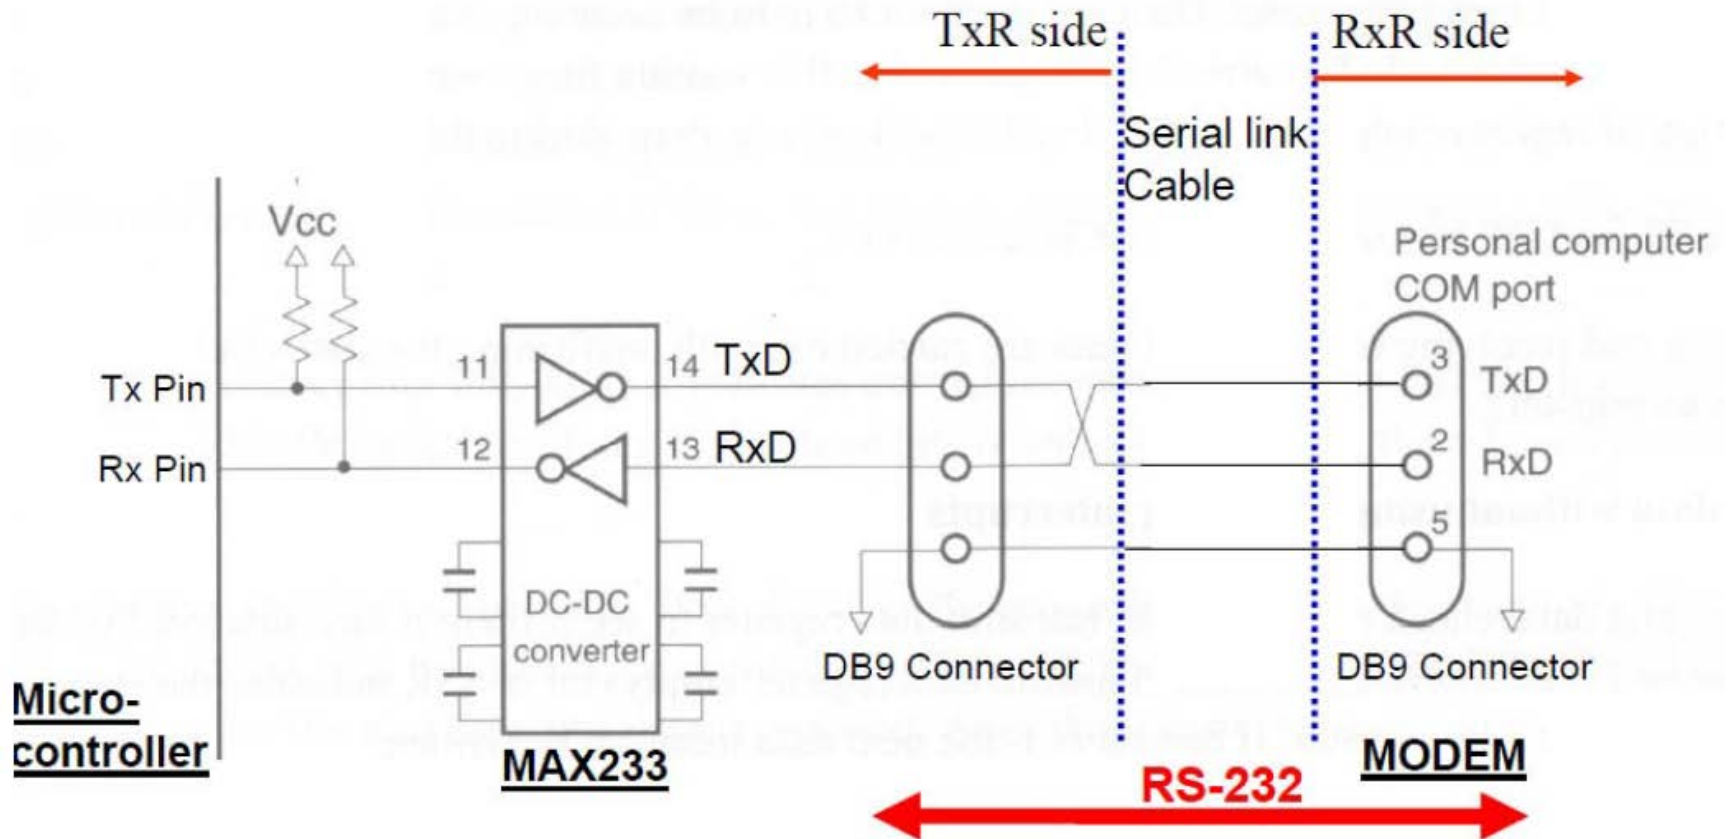 TxR side
RxR side
Serial link
Cable
Vcc
Personal computer
COM port
Tx Pin
11
14 TxD
3
TxD
Rx Pin
12
13 RxD
2
RxD
5
DC-DC
converter
DB9 Connector
DB9 Connector
Micro-
controller
MAX233
MODEM
RS-232